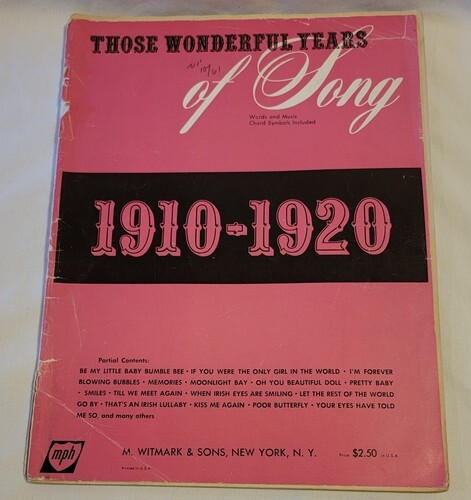 THOSE WONDERFUL YEARS
of Song
Words and Music
Chord Symbols Included
1910-1920
Partial Contents:
BE MY LITTLE BABY BUMBLE BEE • IF YOU WERE THE ONLY GIRL IN THE WORLD • I'M FOREVER
BLOWING BUBBLES • MEMORIES • MOONLIGHT BAY • OH YOU BEAUTIFUL DOLL • PRETTY BABY
• SMILES • TILL WE MEET AGAIN • WHEN IRISH EYES ARE SMILING • LET THE REST OF THE WORLD
GO BY • THAT'S AN IRISH LULLABY • KISS ME AGAIN • POOR BUTTERFLY • YOUR EYES HAVE TOLD
ME SO, and many others
mph
M. WITMARK & SONS, NEW YORK, N. Y.
Price $2.50 in U.S.A.
Printed in U.S.A.